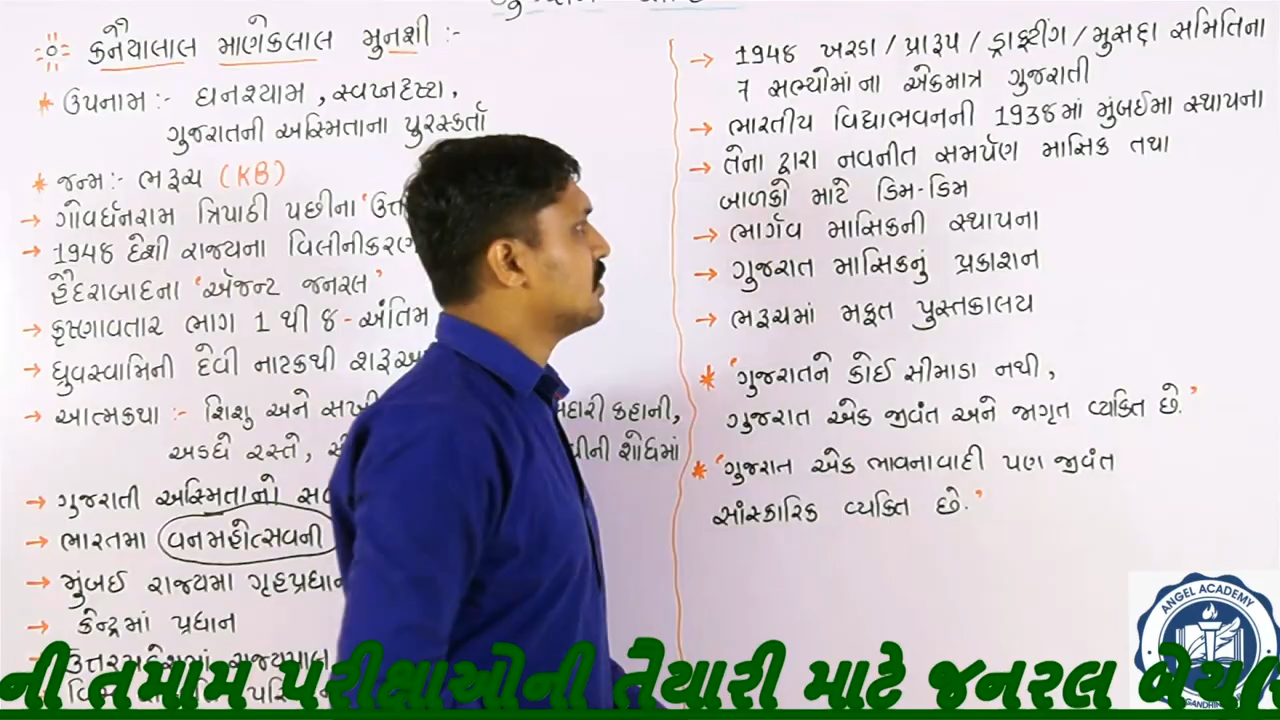 કનૈયાલાલ માણેકલાલ મુનશી :-
* ઉપનામ :- ઘનશ્યામ , સ્વપ્નદષ્ટા ,
ગુજરાતની અસ્મિતાના પુરસ્કર્તા
* જન્મ :- ભરૂચ (KB)
→ ગોવર્ધનરામ ત્રિપાઠી પછીના
→ 1948 દેશી રાજ્યના વિલીનીકરણ
હૈદરાબાદના 'એજન્ટ જનરલ'
→ કૃષ્ણાવતાર ભાગ 1 થી 8 - અંતિમ
→ ધ્રુવસ્વામિની દેવી નાટકથી
→ આત્મકથા :- શિશુ અને સખી કહાની,
અડધે રસ્તે, શોધમાં
→ ગુજરાતી અસ્મિતાનો
→ ભારતમા વનમહોત્સવની
→ મુંબઈ રાજ્યમા ગૃહપ્રધાન
→ કેન્દ્રમાં પ્રધાન
→ 1948 ખરડા / પ્રારૂપ / ડ્રાફ્ટીંગ / મુસદ્દા સમિતિના
7 સભ્યોમાં ના એકમાત્ર ગુજરાતી
→ ભારતીય વિદ્યાભવનની 1938માં મુંબઈમા સ્થાપના
→ તેના દ્વારા નવનીત સમર્પણ માસિક તથા
બાળકો માટે ડિમ-ડિમ
→ ભાર્ગવ માસિકની સ્થાપના
→ ગુજરાત માસિકનું પ્રકાશન
→ ભરૂચમાં મફત પુસ્તકાલય
* 'ગુજરાતને કોઈ સીમાડા નથી,
ગુજરાત એક જીવંત અને જાગૃત વ્યક્તિ છે.'
* 'ગુજરાત એક ભાવનાવાદી પણ જીવંત
સાંસ્કારિક વ્યક્તિ છે.'
ની તમામ પરીક્ષાઓની તૈયારી માટે જનરલ
ANGEL ACADEMY